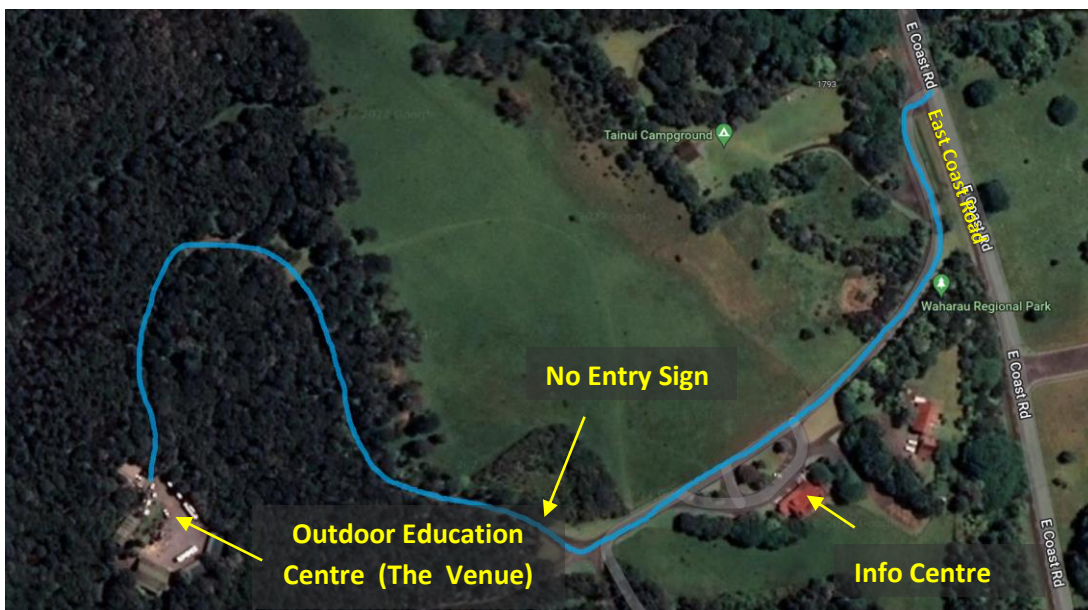 E Coast Rd
1793
East Coast Road
Tainui Campground
E Coast Rd
Waharau Regional Park
E Coast Rd
No Entry Sign
E Coast Rd
Outdoor Education
Centre (The Venue)
Info Centre